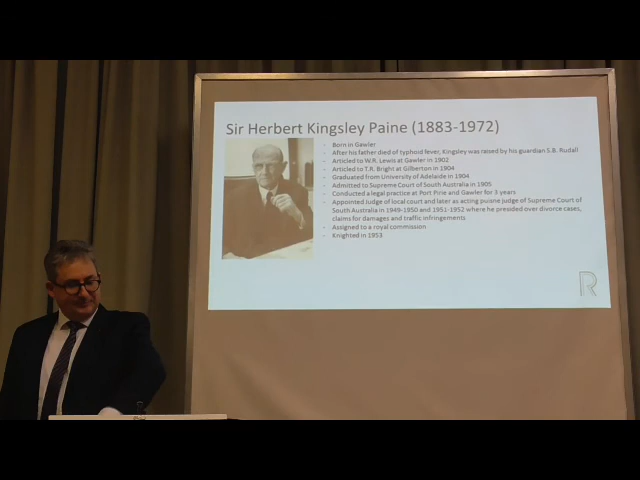 Sir Herbert Kingsley Paine (1883-1972)
- Born in Gawler
- After his father died of typhoid fever, Kingsley was raised by his guardian S.B. Rudall
- Articled to W.R. Lewis at Gawler in 1902
- Articled to T.R. Bright at Gilberton in 1904
- Graduated from University of Adelaide in 1904
- Admitted to Supreme Court of South Australia in 1905
- Conducted a legal practice at Port Pirie and Gawler for 3 years
- Appointed Judge of local court and later as acting puisne judge of Supreme Court of
South Australia in 1949-1950 and 1951-1952 where he presided over divorce cases,
claims for damages and traffic infringements
- Assigned to a royal commission
- Knighted in 1953
R